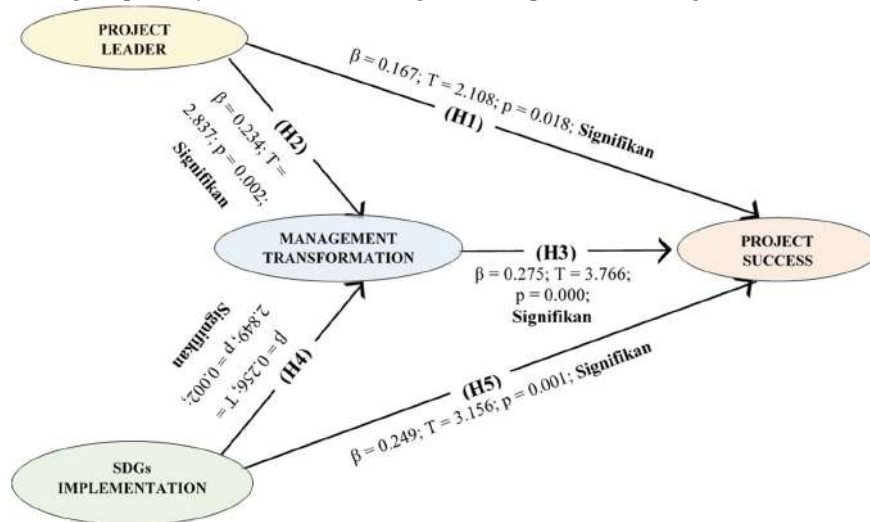 PROJECT
LEADER
β = 0.167; T = 2.108; p = 0.018; Signifikan
(H1)
(H2)
β = 0.234; T =
2.837; p = 0.002;
Signifikan
MANAGEMENT
TRANSFORMATION
(H3)
β = 0.275; T = 3.766;
p = 0.000;
Signifikan
PROJECT
SUCCESS
(H4)
β = 0.256; T =
2.849; p = 0.002;
Signifikan
(H5)
β = 0.249; T = 3.156; p = 0.001; Signifikan
SDGs
IMPLEMENTATION